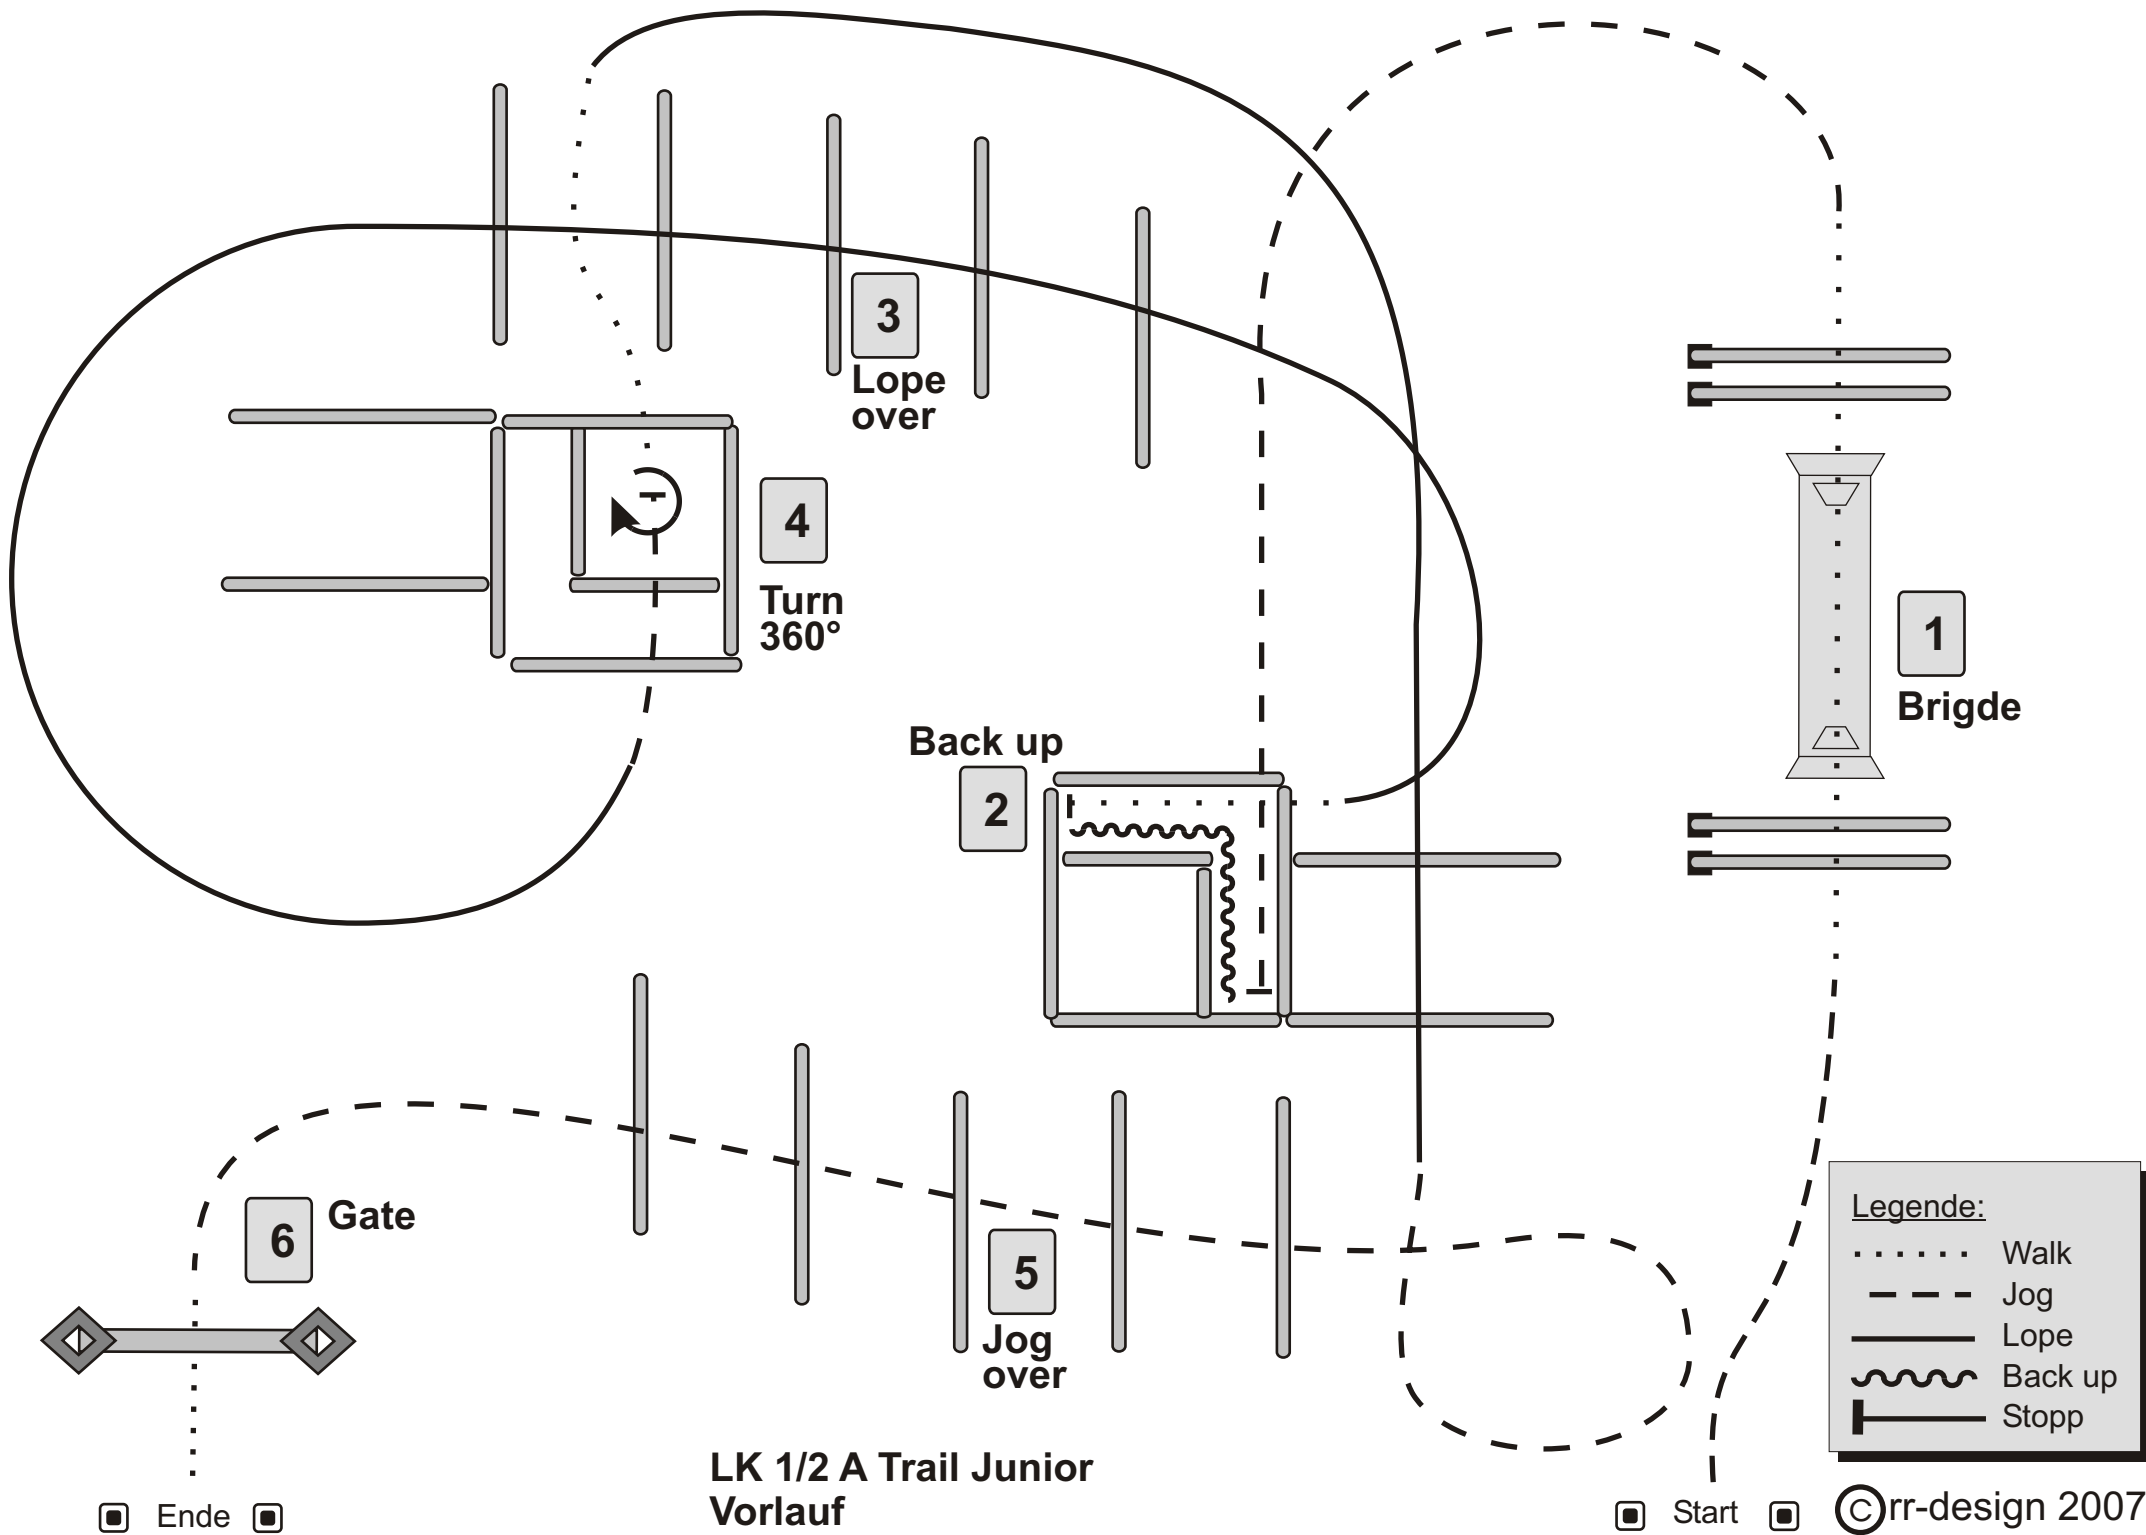 3
Lope
over
4
Turn
360°
1
Brigde
Back up
2
6
Gate
5
Jog
over
Legende:
Walk
Jog
Lope
Back up
Stopp
LK 1/2 A Trail Junior
Vorlauf
Ende
Start
©rr-design 2007